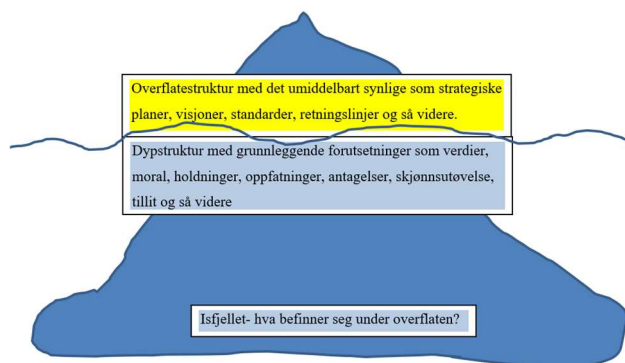 Overflatestruktur med det umiddelbart synlige som strategiske
planer, visjoner, standarder, retningslinjer og så videre.
Dypstruktur med grunnleggende forutsetninger som verdier,
moral, holdninger, oppfatninger, antagelser, skjønnsutøvelse,
tillit og så videre
Isfjellet- hva befinner seg under overflaten?